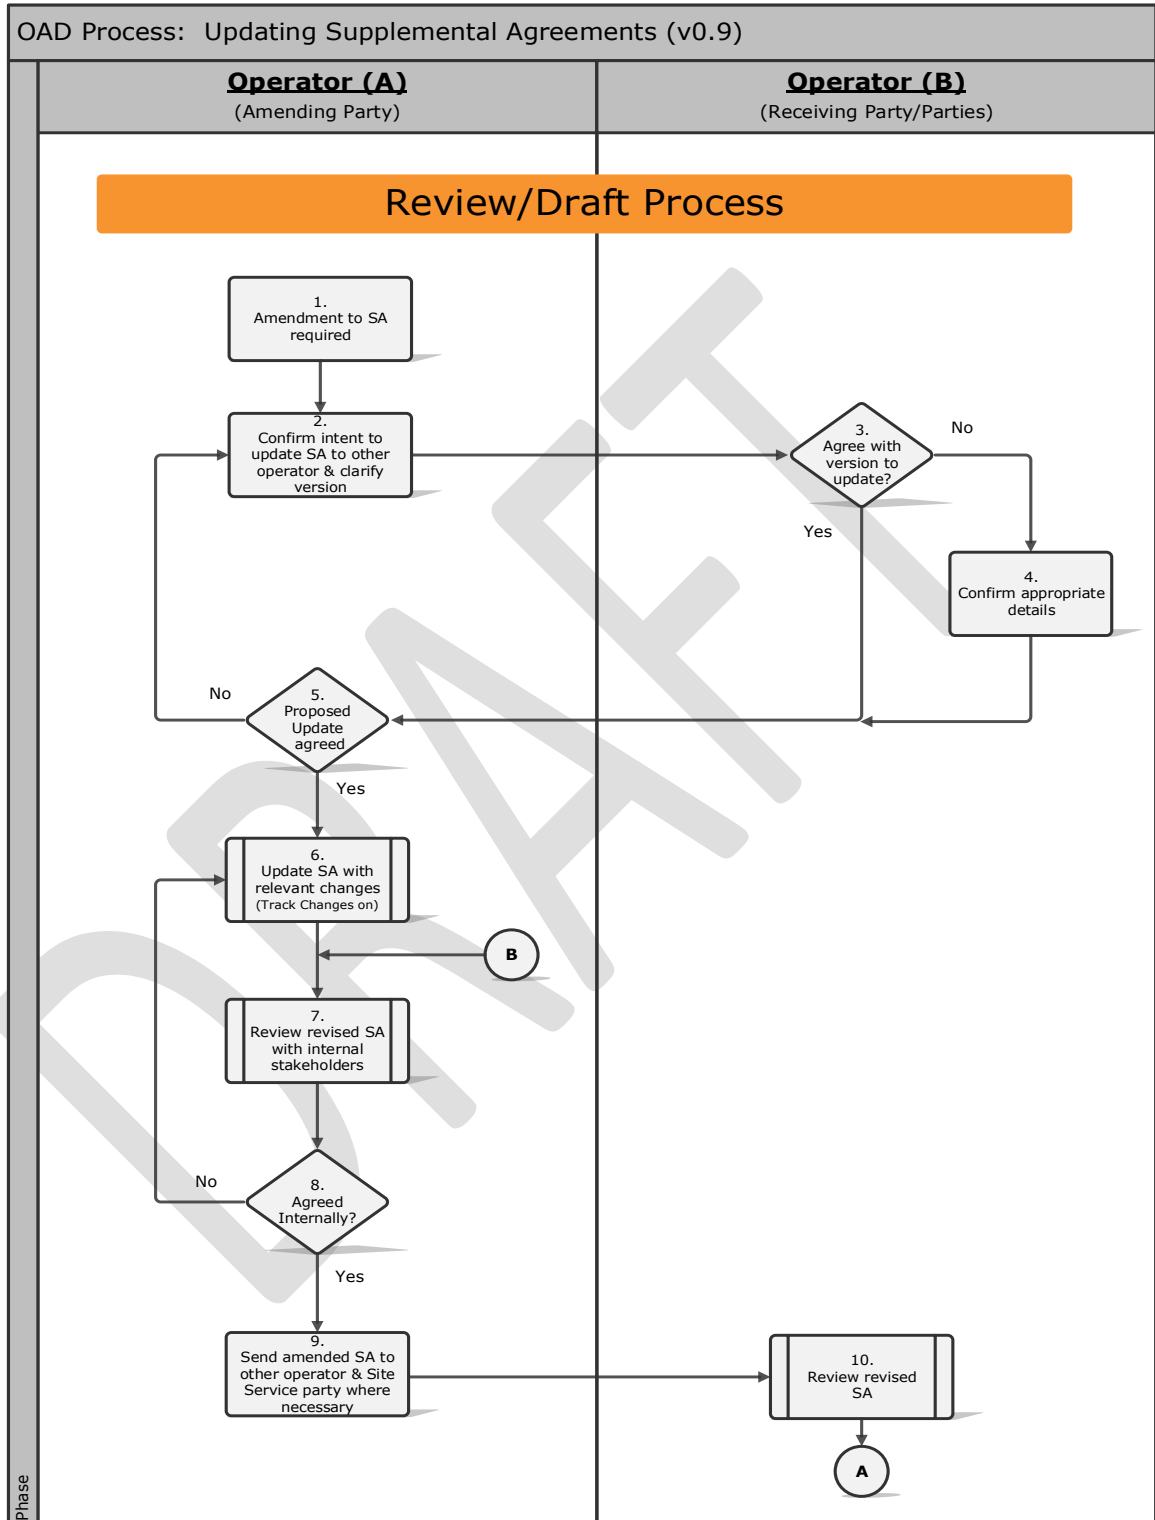 OAD Process:  Updating Supplemental Agreements (v0.9)
Operator (A)
(Amending Party)
Operator (B)
(Receiving Party/Parties)
Review/Draft Process
1.
Amendment to SA
required
2.
Confirm intent to
update SA to other
operator & clarify
version
3.
Agree with
version to
update?
No
Yes
4.
Confirm appropriate
details
5.
Proposed
Update
agreed
No
Yes
6.
Update SA with
relevant changes
(Track Changes on)
B
7.
Review revised SA
with internal
stakeholders
8.
Agreed
Internally?
No
Yes
9.
Send amended SA to
other operator & Site
Service party where
necessary
10.
Review revised
SA
A
Phase
DRAFT